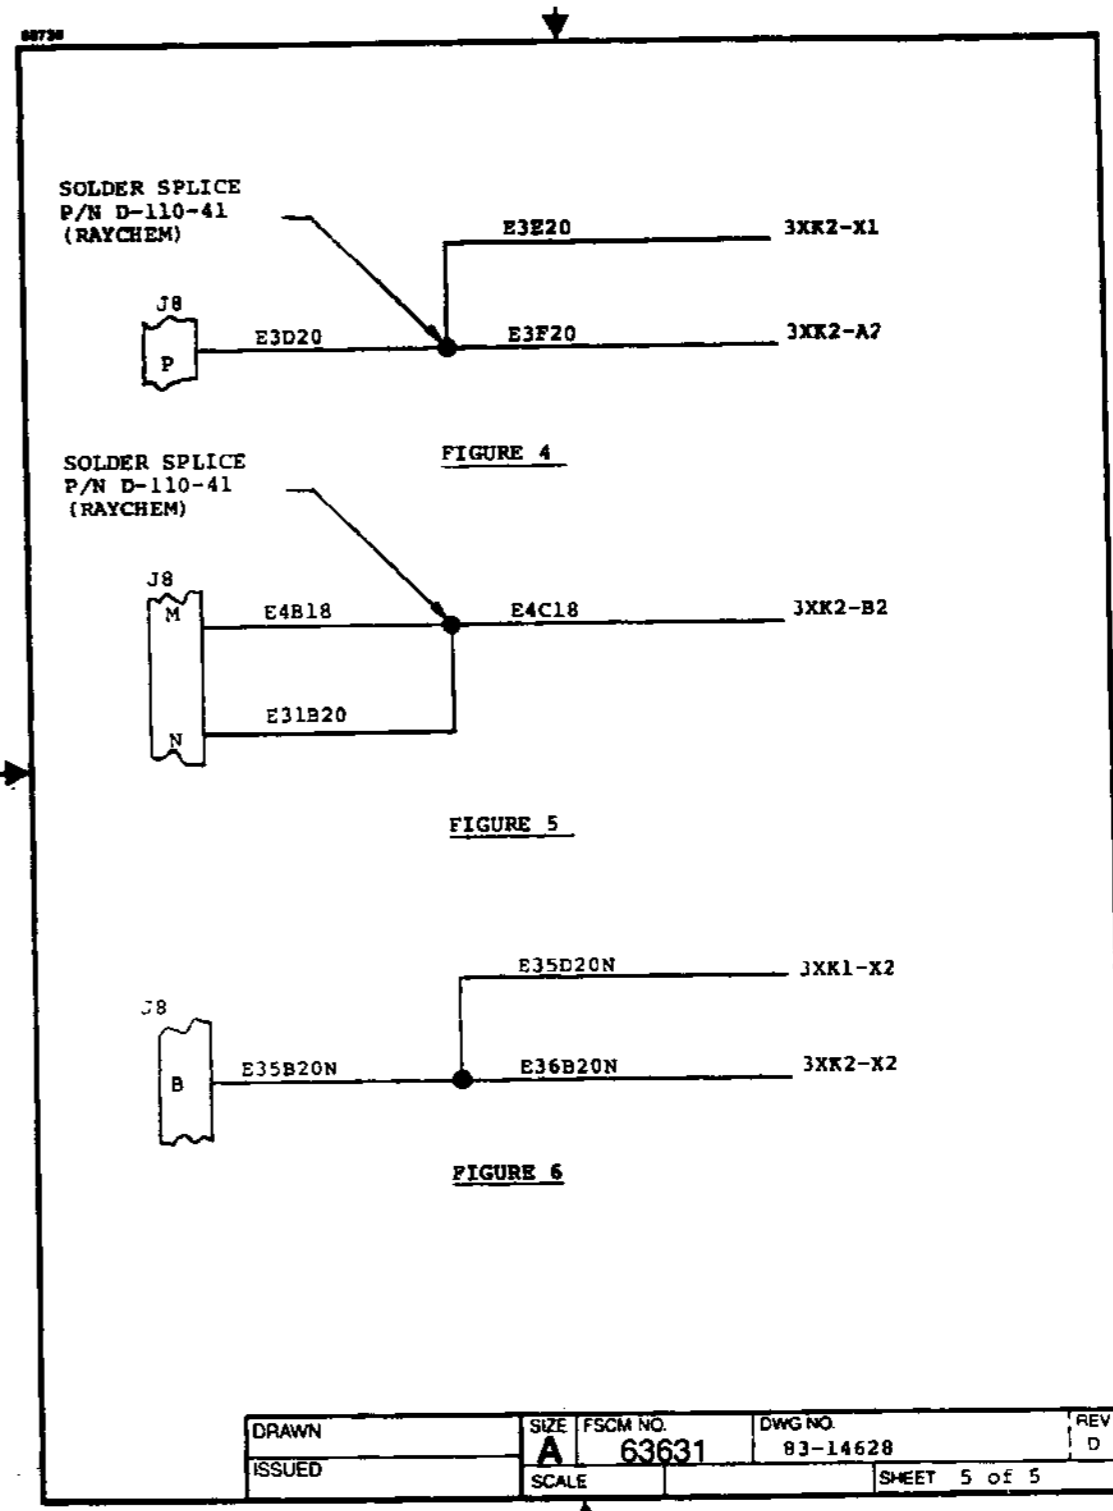 SOLDER SPLICE
P/N D-110-41
(RAYCHEM)
E3E20
3XK2-X1
J8
P
E3D20
E3F20
3XK2-A2
FIGURE 4
SOLDER SPLICE
P/N D-110-41
(RAYCHEM)
J8
M
E4B18
E4C18
3XK2-B2
E31B20
N
FIGURE 5
E35D20N
3XK1-X2
J8
B
E35B20N
E36B20N
3XK2-X2
FIGURE 6
DRAWN
SIZE
A
FSCM NO.
63631
DWG NO.
83-14628
REV
D
ISSUED
SCALE
SHEET 5 of 5